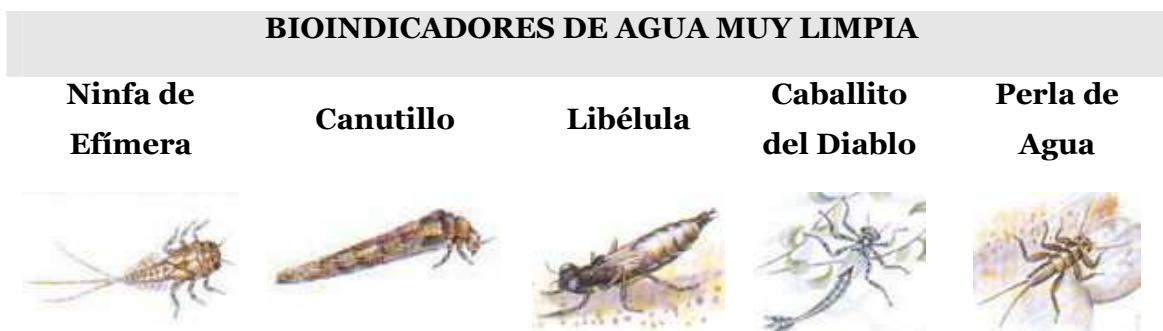 BIOINDICADORES DE AGUA MUY LIMPIA
Ninfa de
Efímera
Canutillo
Libélula
Caballito
del Diablo
Perla de
Agua